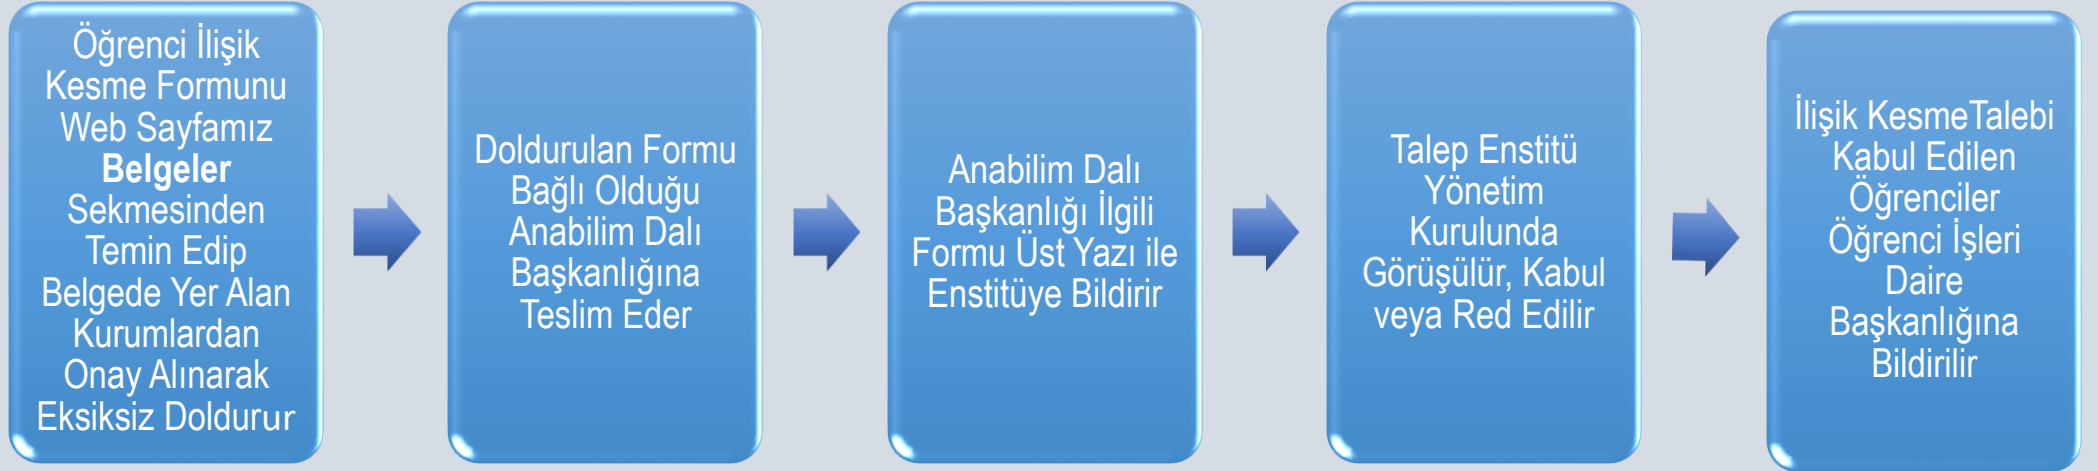 Öğrenci İlişik
Kesme Formunu
Web Sayfamız
Belgeler
Sekmesinden
Temin Edip
Belgede Yer Alan
Kurumlardan
Onay Alınarak
Eksiksiz Doldurur
Doldurulan Formu
Bağlı Olduğu
Anabilim Dalı
Başkanlığına
Teslim Eder
Anabilim Dalı
Başkanlığı İlgili
Formu Üst Yazı ile
Enstitüye Bildirir
Talep Enstitü
Yönetim
Kurulunda
Görüşülür, Kabul
veya Red Edilir
İlişik KesmeTalebi
Kabul Edilen
Öğrenciler
Öğrenci İşleri
Daire
Başkanlığına
Bildirilir